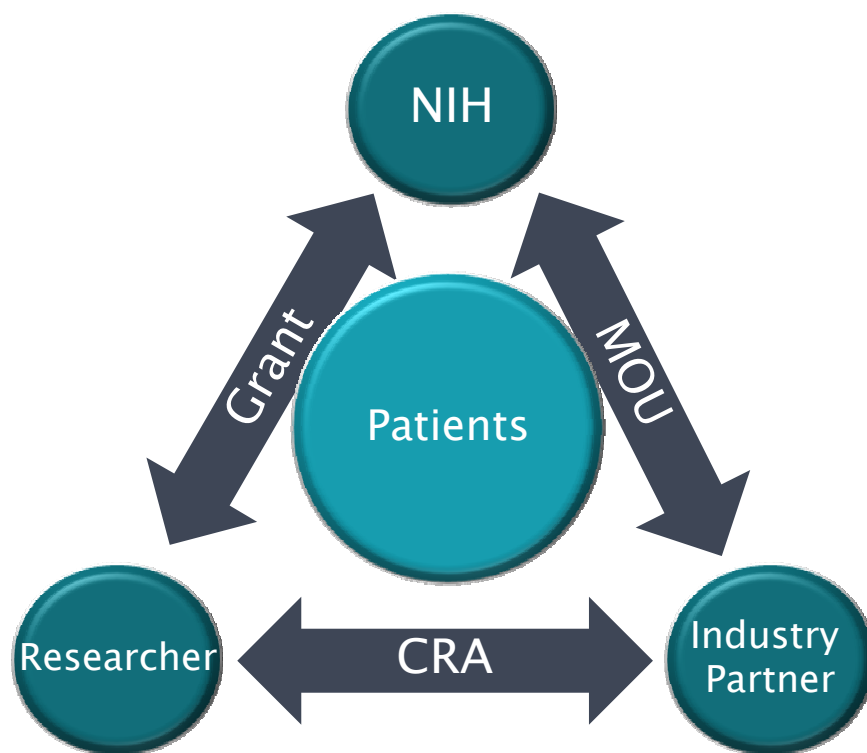 NIH
Grant
MOU
Patients
Researcher
CRA
Industry
Partner